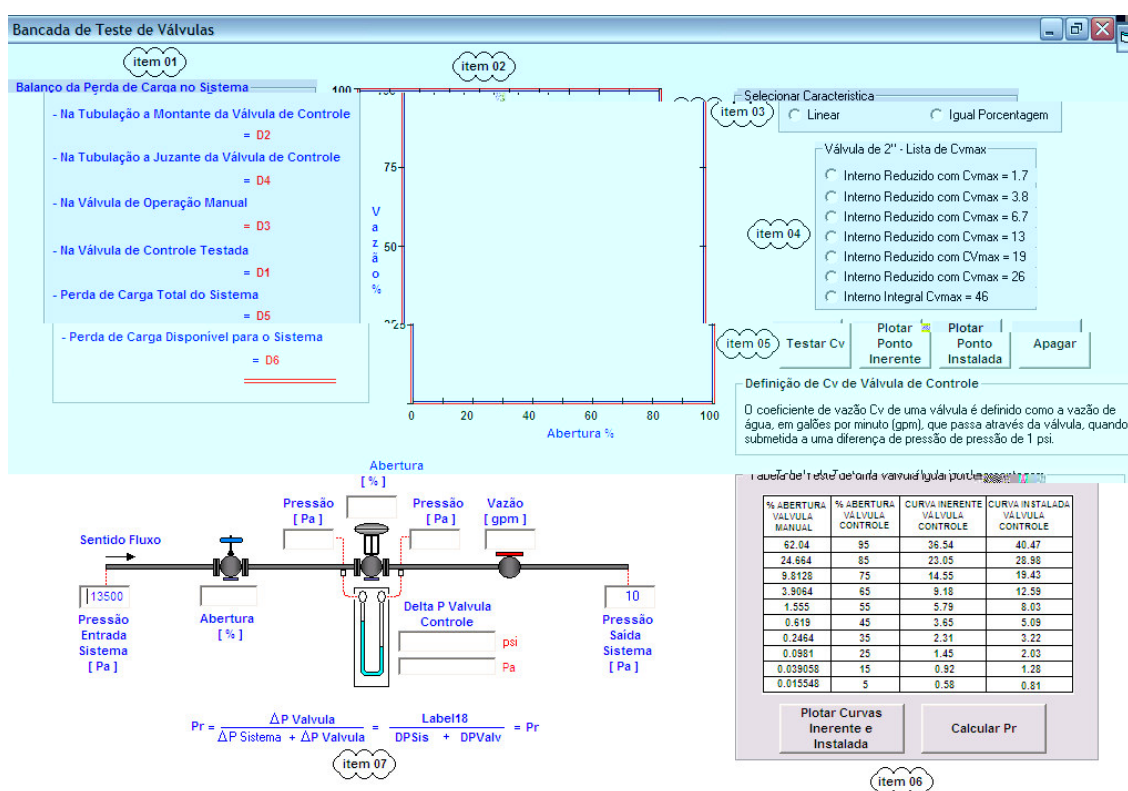 Bancada de Teste de Válvulas
item 01
item 02
Balanço da Perda de Carga no Sistema
- Na Tubulação a Montante da Válvula de Controle
= D2
- Na Tubulação a Juzante da Válvula de Controle
= D4
- Na Válvula de Operação Manual
= D3
- Na Válvula de Controle Testada
= D1
- Perda de Carga Total do Sistema
= D5
- Perda de Carga Disponível para o Sistema
= D6
100
75
50
Vazão %
0 20 40 60 80 100
Abertura %
item 03
Selecionar Caracteristica
Linear Igual Porcentagem
item 04
Válvula de 2" - Lista de Cvmax
Interno Reduzido com Cvmax = 1.7
Interno Reduzido com Cvmax = 3.8
Interno Reduzido com Cvmax = 6.7
Interno Reduzido com Cvmax = 13
Interno Reduzido com CVmax = 19
Interno Reduzido com Cvmax = 26
Interno Integral Cvmax = 46
item 05
Testar Cv
Plotar
Ponto
Inerente
Plotar
Ponto
Instalada
Apagar
Definição de Cv de Válvula de Controle
O coeficiente de vazão Cv de uma válvula é definido como a vazão de
água, em galões por minuto (gpm), que passa através da válvula, quando
submetida a uma diferença de pressão de pressão de 1 psi.
Abertura
[ % ]
Pressão
[ Pa ]
Pressão
[ Pa ]
Vazão
[ gpm ]
Sentido Fluxo
13500
Pressão
Entrada
Sistema
[ Pa ]
Abertura
[ % ]
Delta P Valvula
Controle
psi
Pa
10
Pressão
Saída
Sistema
[ Pa ]
Pr = ΔP Valvula / ΔP Sistema + ΔP Valvula = Label18 / DPSis + DPValv = Pr
item 07
% ABERTURA VALVULA MANUAL % ABERTURA VÁLVULA CONTROLE CURVA INERENTE VÁLVULA CONTROLE CURVA INSTALADA VÁLVULA CONTROLE
62.04 95 36.54 40.47
24.664 85 23.05 28.98
9.8128 75 14.55 19.43
3.9064 65 9.18 12.59
1.555 55 5.79 8.03
0.619 45 3.65 5.09
0.2464 35 2.31 3.22
0.0981 25 1.45 2.03
0.039058 15 0.92 1.28
0.015548 5 0.58 0.81
Plotar Curvas
Inerente e
Instalada
Calcular Pr
item 06